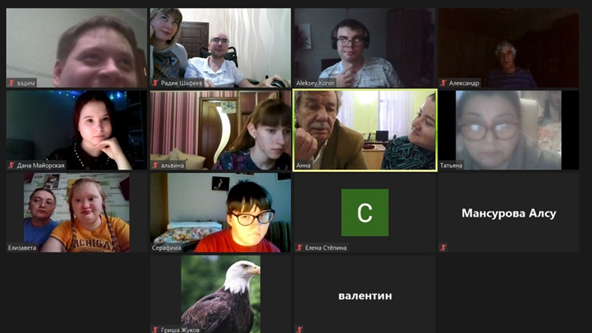 вадим
Радик Шафеев
Aleksey Konin
Александр
Дана Майорская
альвина
Анна
Татьяна
MICHIGAN
Елизавета
Серафима
С
Елена Стёпина
Мансурова Алсу
Гриша Жуков
валентин